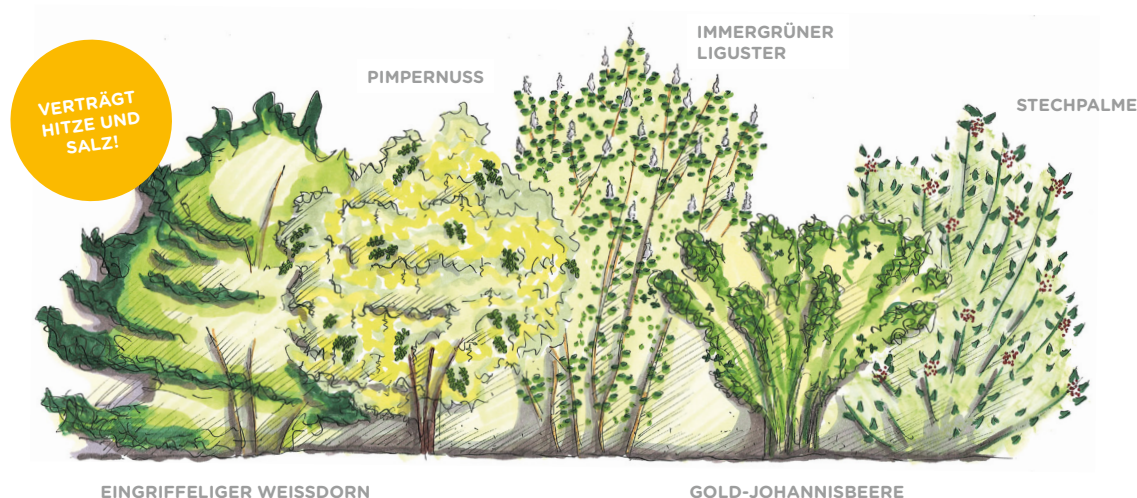 VERTRÄGT
HITZE UND
SALZ!
PIMPERNUSS
IMMERGRÜNER
LIGUSTER
STECHPALME
EINGRIFFELIGER WEISSDORN
GOLD-JOHANNISBEERE